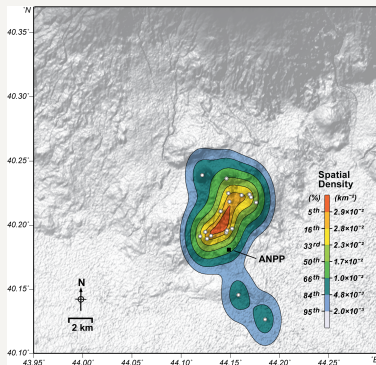 °N
40.35°
40.30°
40.25°
40.20°
40.15°
40.10°
43.95°
44.00°
44.05°
44.10°
44.15°
44.20°
44.25°
°E
ANPP
N
2 km
Spatial
Density
(%) (km⁻²)
5th 2.9×10⁻²
16th 2.8×10⁻²
33rd 2.3×10⁻²
50th 1.7×10⁻²
66th 1.0×10⁻²
84th 4.8×10⁻³
95th 2.0×10⁻³